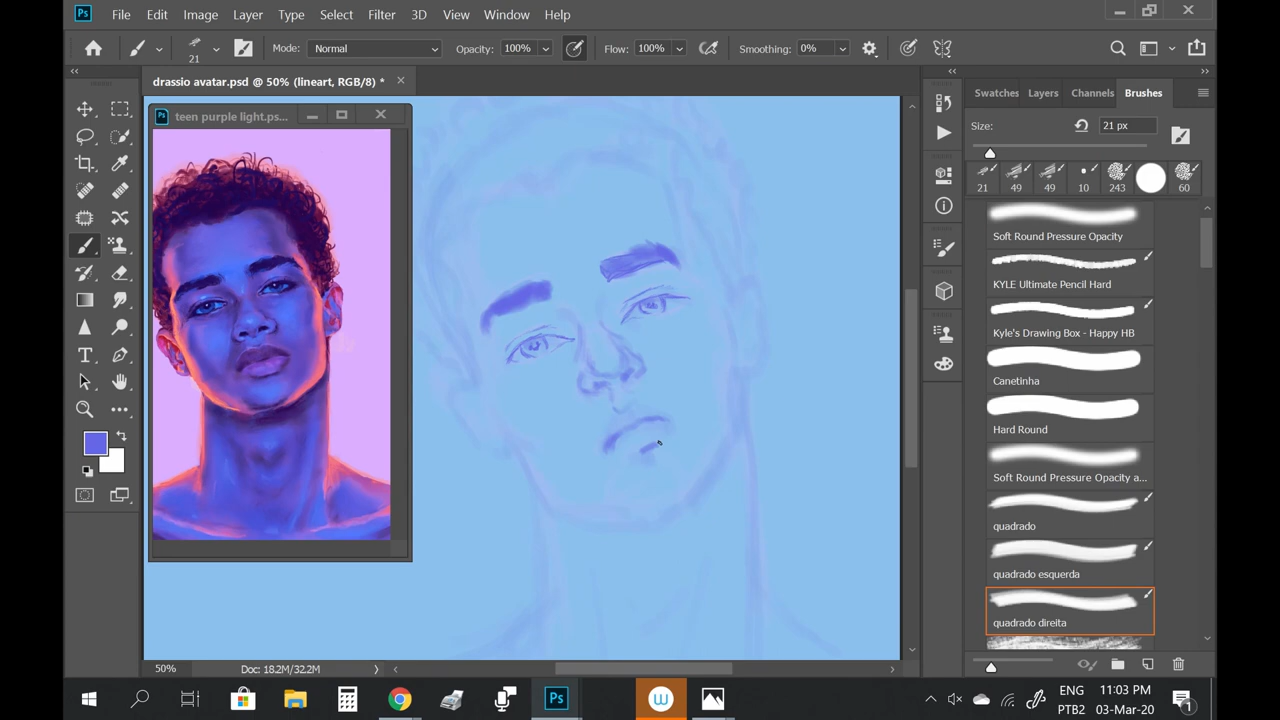 Ps File Edit Image Layer Type Select Filter 3D View Window Help
21 Mode: Normal Opacity: 100% Flow: 100% Smoothing: 0%
drassio avatar.psd @ 50% (lineart, RGB/8) *
teen purple light.ps...
Swatches Layers Channels Brushes
Size: 21 px
21 49 49 10 243 60
Soft Round Pressure Opacity
KYLE Ultimate Pencil Hard
Kyle's Drawing Box - Happy HB
Canetinha
Hard Round
Soft Round Pressure Opacity a...
quadrado
quadrado esquerda
quadrado direita
50% Doc: 18.2M/32.2M
Ps W ENG 11:03 PM
PTB2 03-Mar-20 1